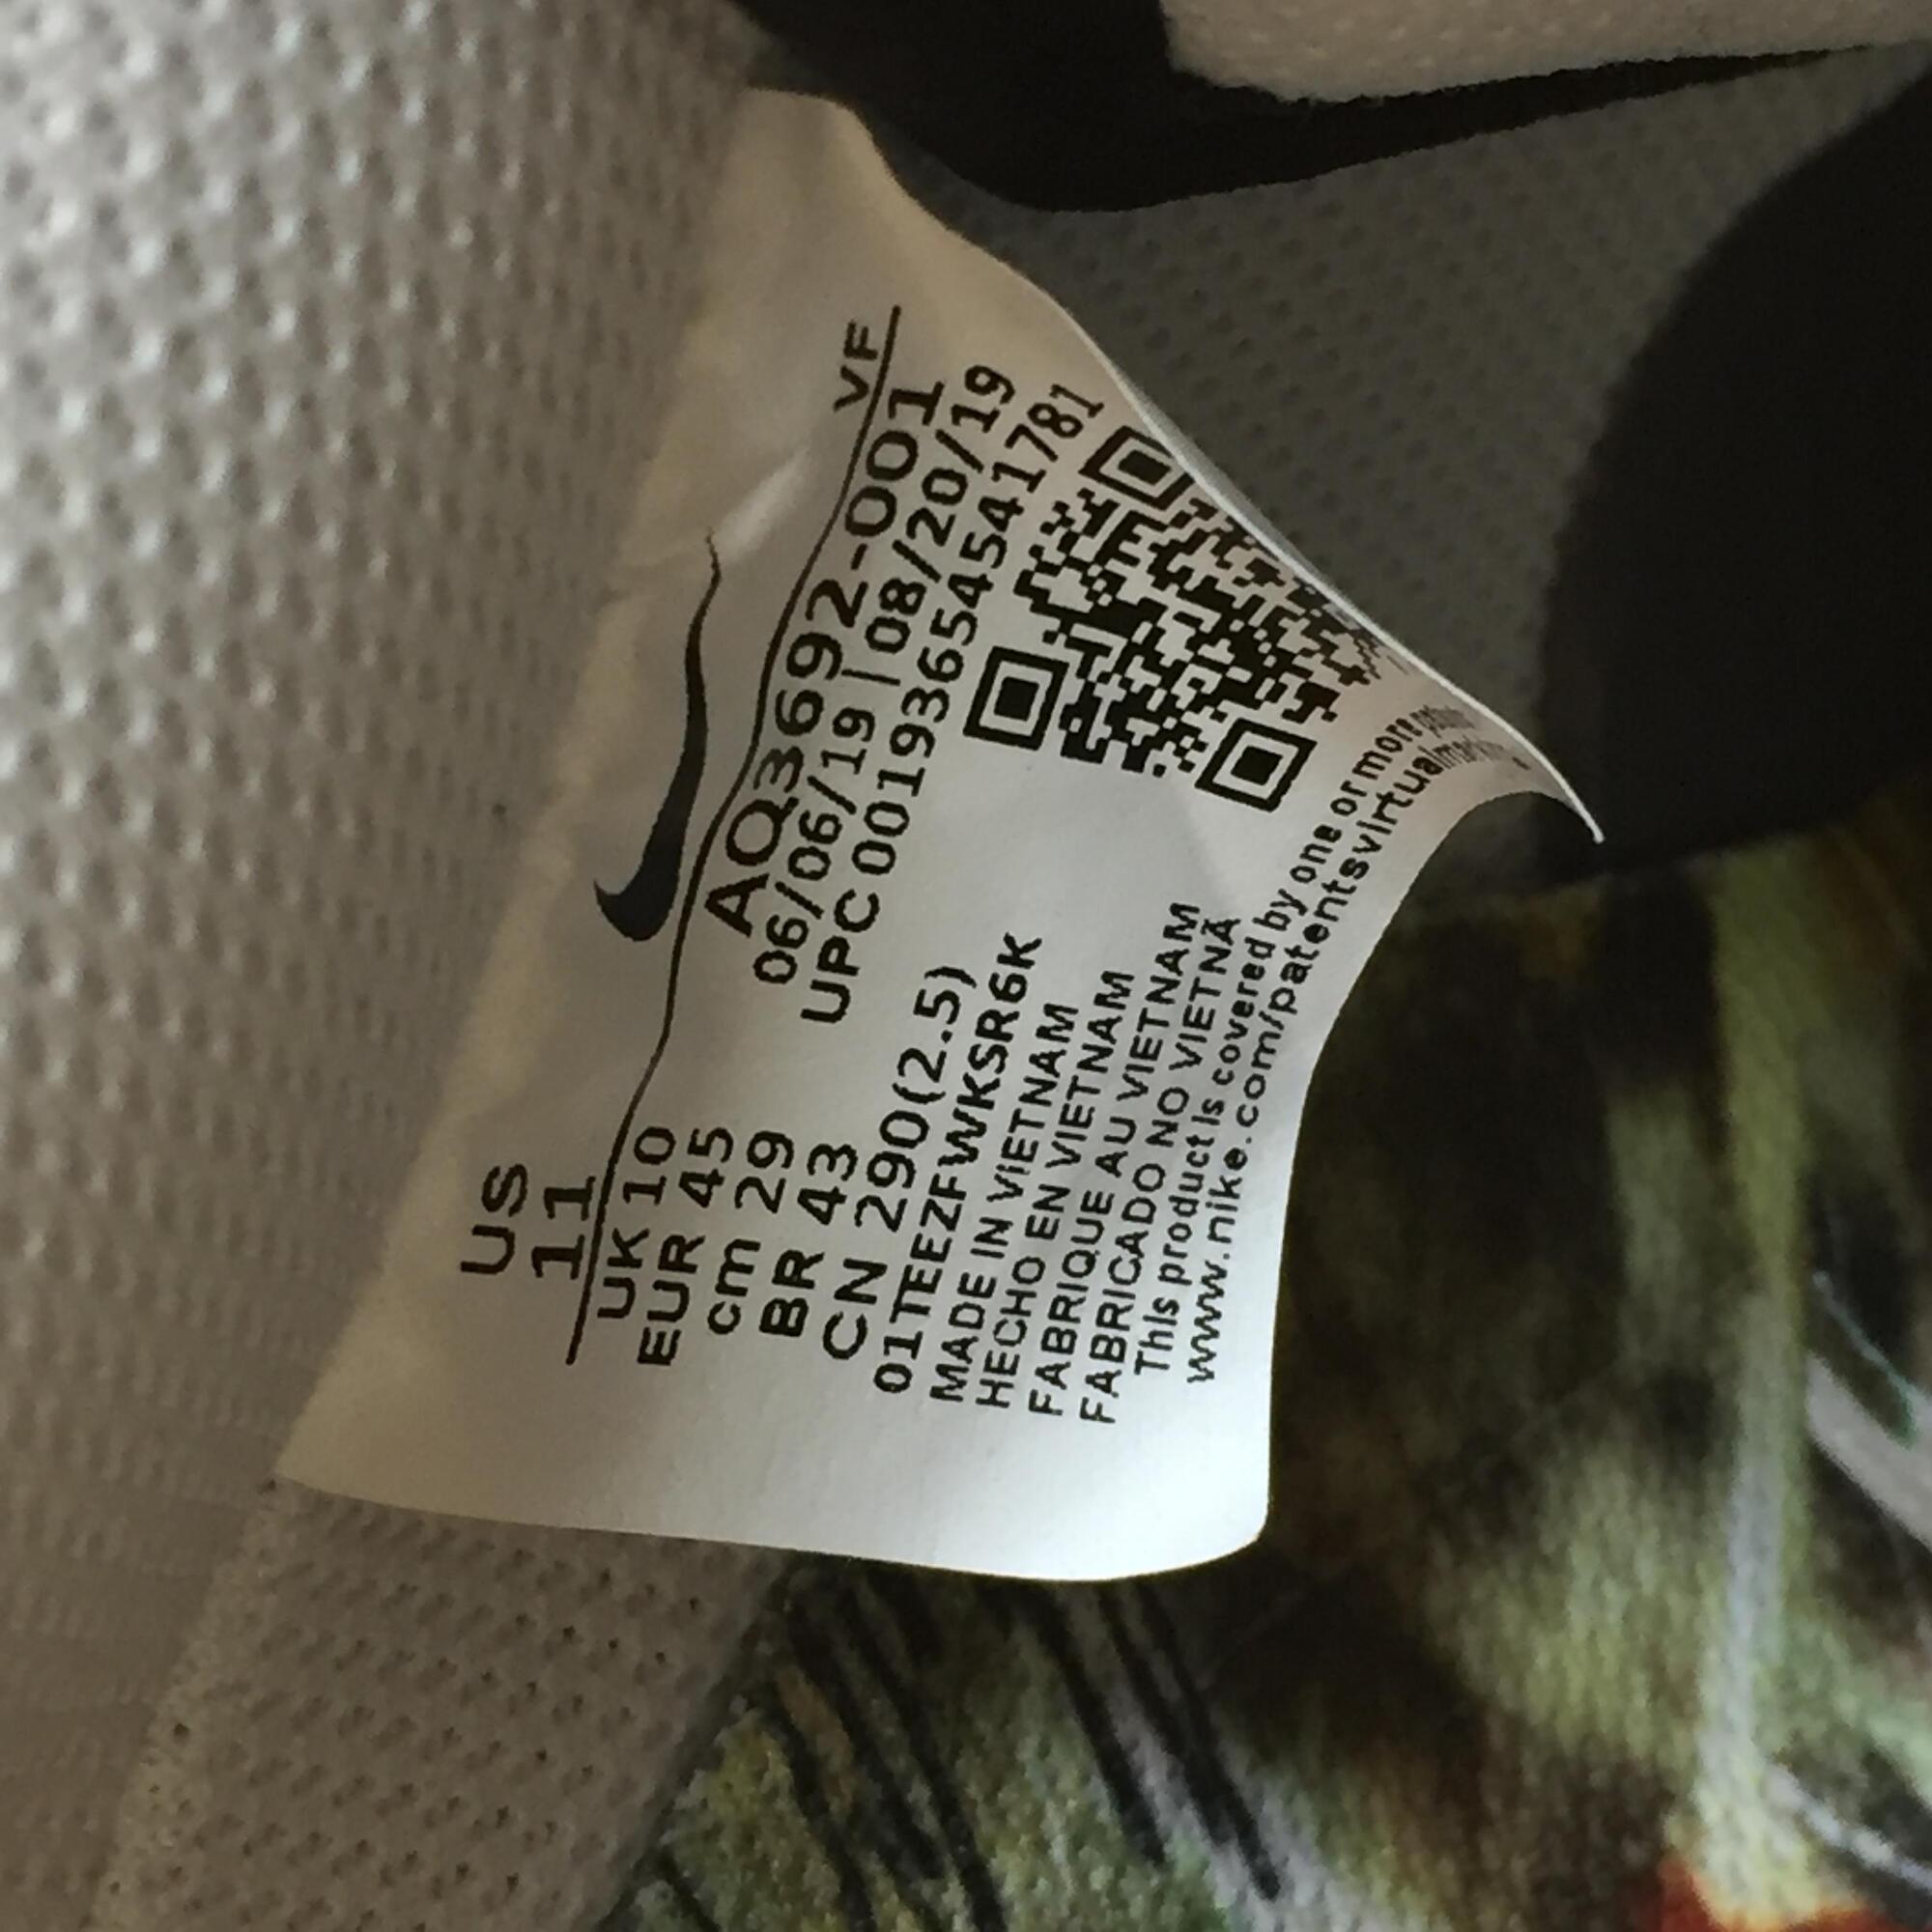 US
11
VF
UK 10
EUR 45
cm 29
BR 43
CN 290(2.5)
AQ3692-001
06/06/19 | 08/20/19
UPC 00193654541781
01TEEZFWKSR6K
MADE IN VIETNAM
HECHO EN VIETNAM
FABRIQUE AU VIETNAM
FABRICADO NO VIETNÃ
This product is covered by one or more
www.nike.com/patentsvirtual